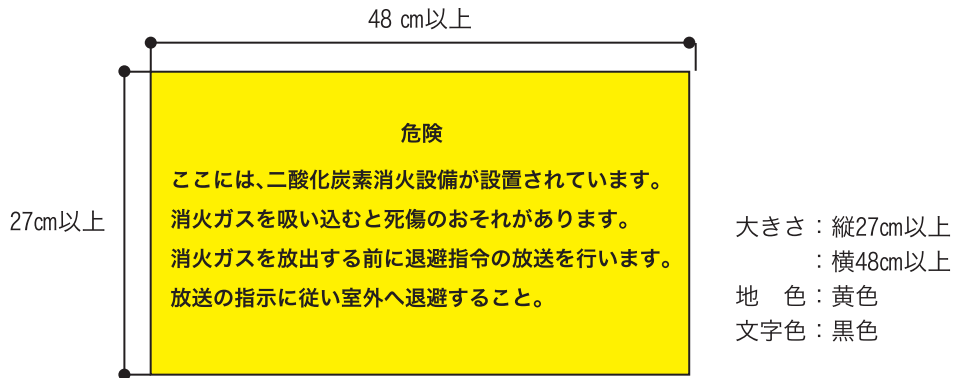 48 cm以上
27cm以上
危険
ここには、二酸化炭素消火設備が設置されています。
消火ガスを吸い込むと死傷のおそれがあります。
消火ガスを放出する前に退避指令の放送を行います。
放送の指示に従い室外へ退避すること。
大きさ：縦27cm以上
：横48cm以上
地　色：黄色
文字色：黒色